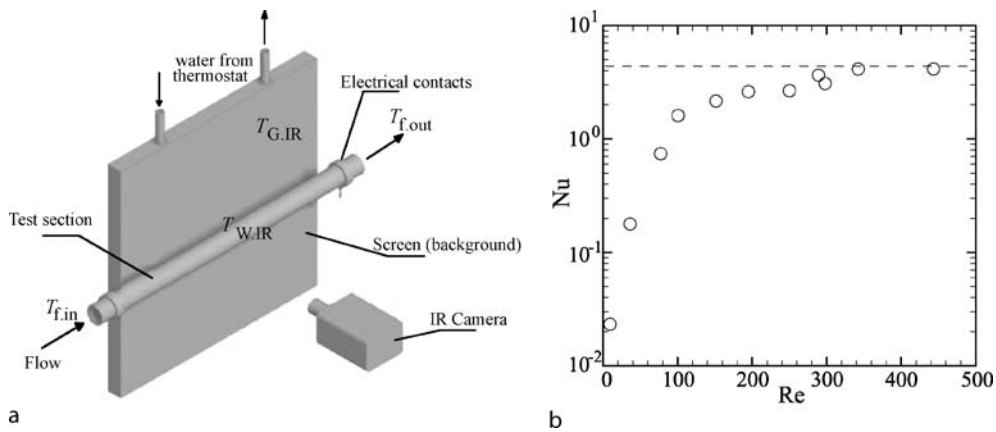 water from
thermostat
Electrical contacts
T_G.IR
T_f.out
Test section
T_W.IR
Screen (background)
T_f.in
IR Camera
Flow
a
10^1
10^0
10^-1
10^-2
Nu
0 100 200 300 400 500
Re
b